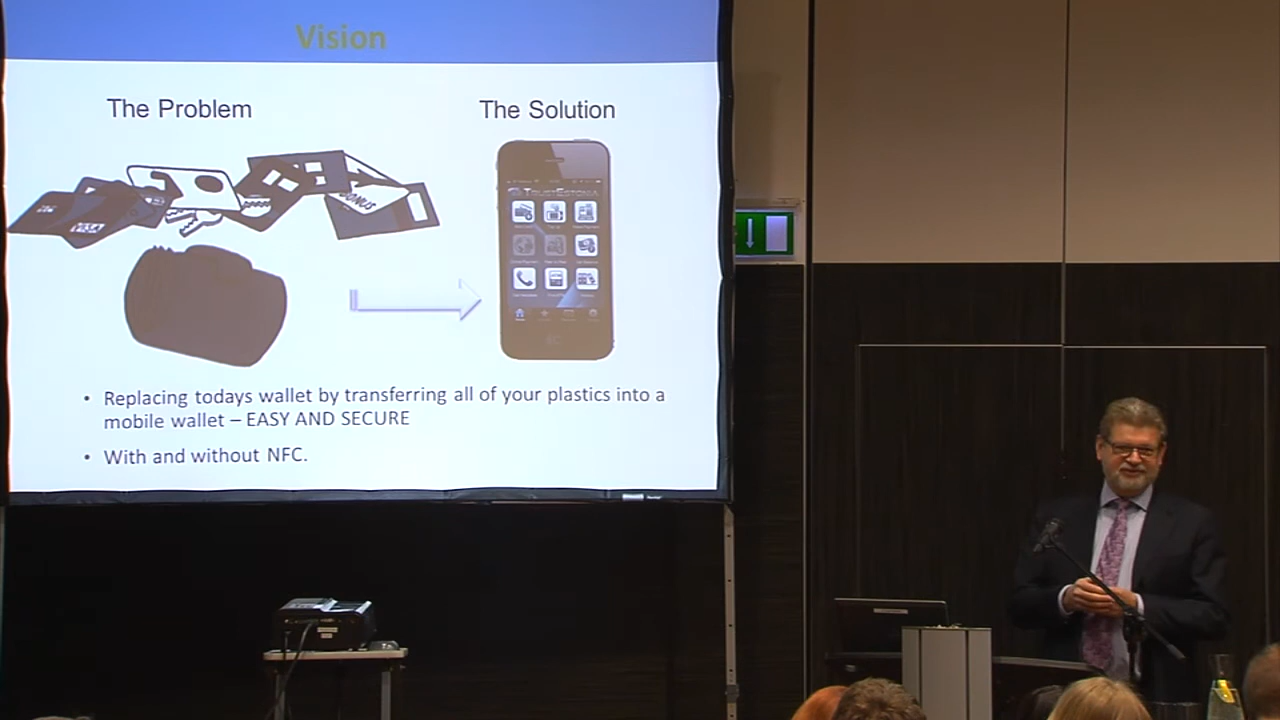 Vision
The Problem
The Solution
VISA
BONUS
TRUSTESTONIA
• Replacing todays wallet by transferring all of your plastics into a
mobile wallet – EASY AND SECURE
• With and without NFC.